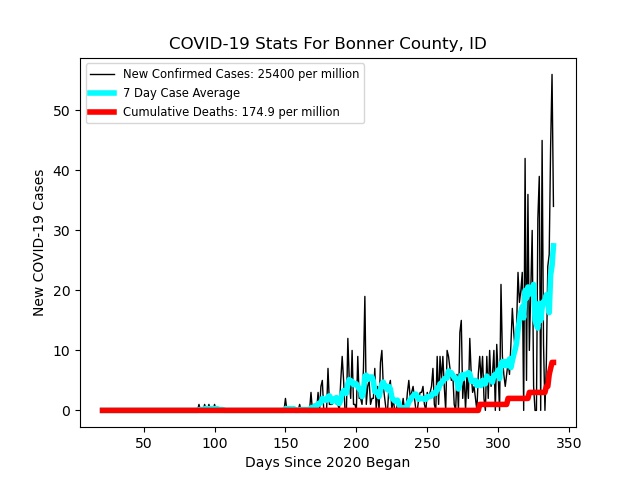 COVID-19 Stats For Bonner County, ID
New Confirmed Cases: 25400 per million
7 Day Case Average
Cumulative Deaths: 174.9 per million
New COVID-19 Cases
50
40
30
20
10
0
50 100 150 200 250 300 350
Days Since 2020 Began